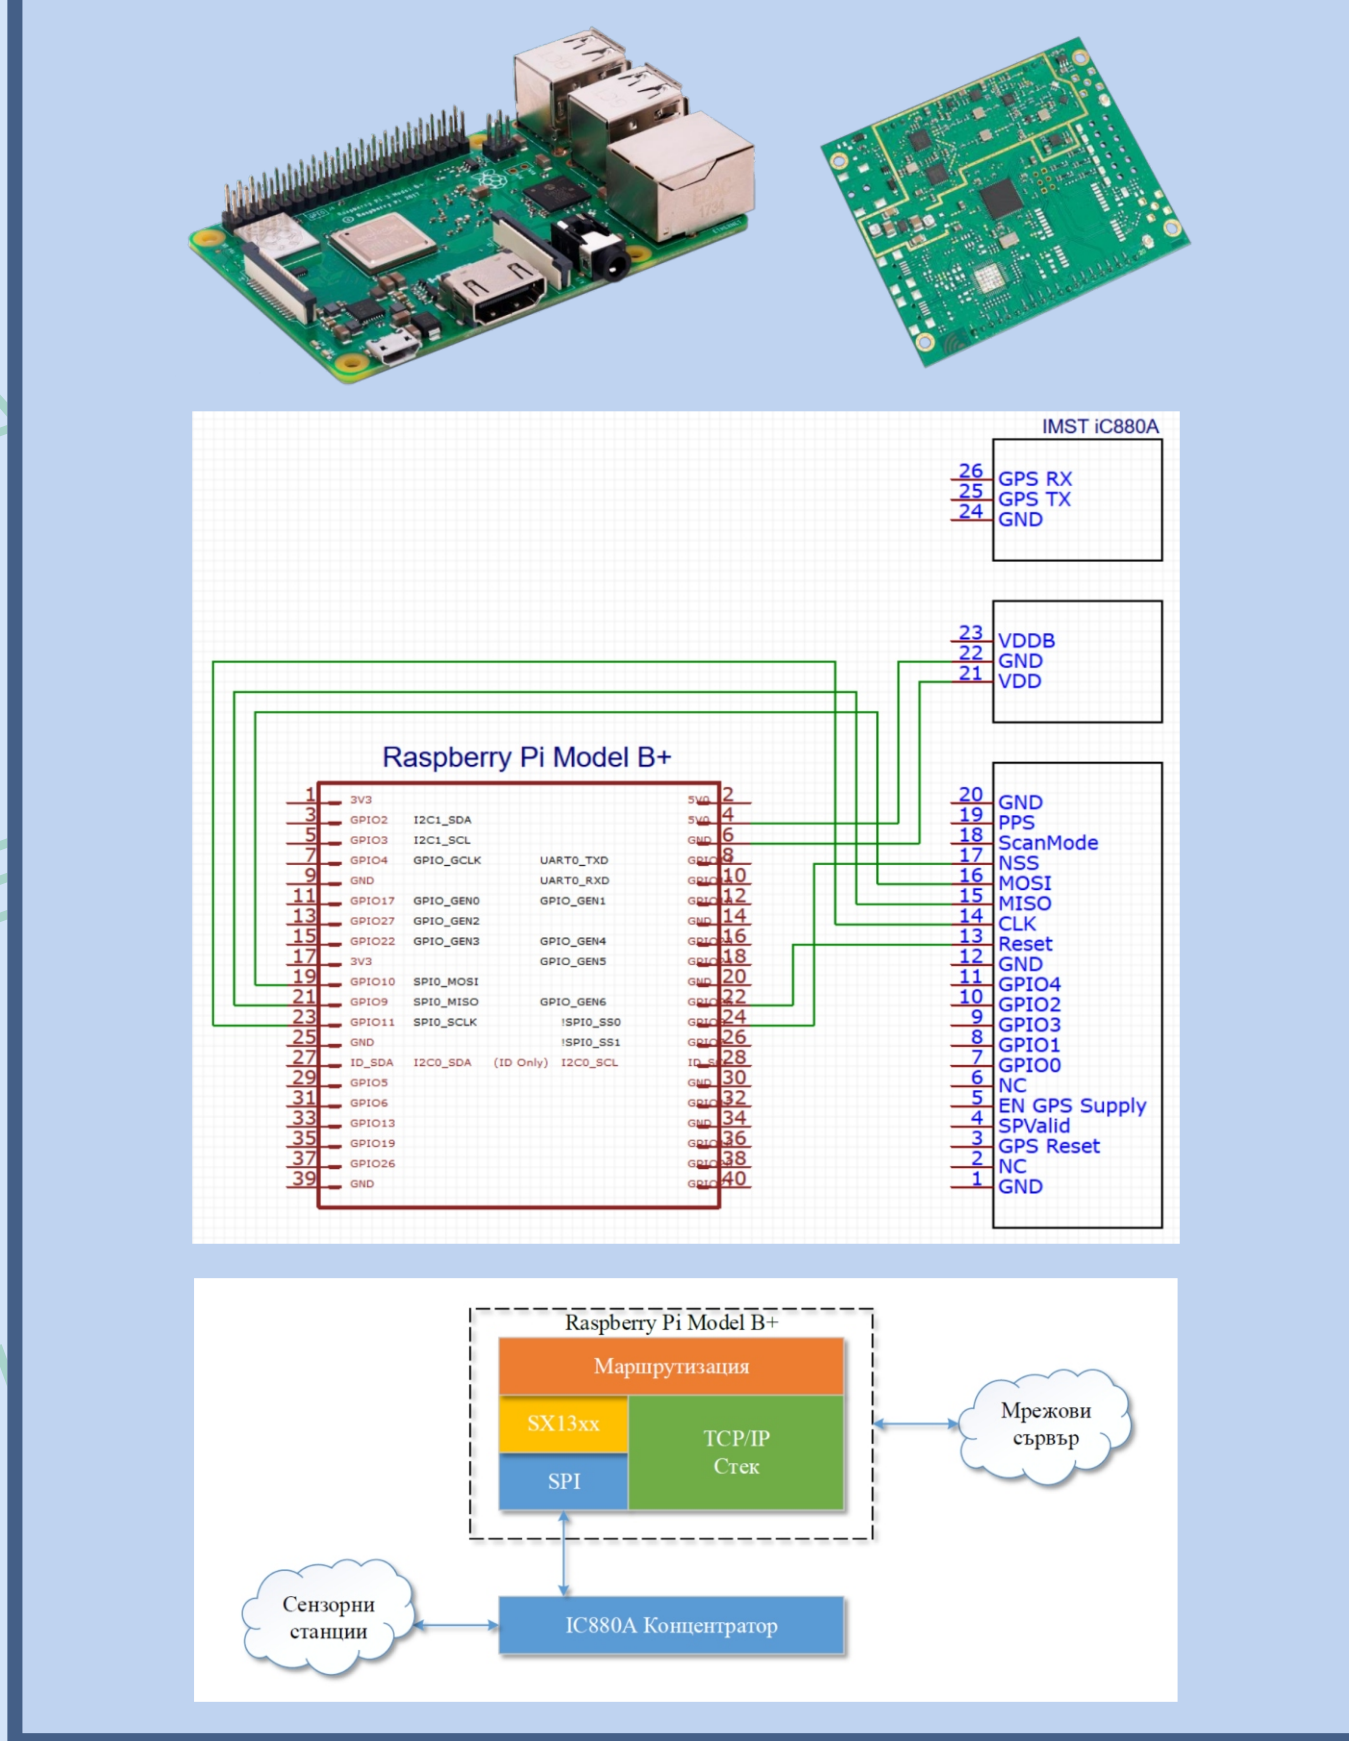 IMST iC880A
26 GPS RX
25 GPS TX
24 GND
23 VDDB
22 GND
21 VDD
Raspberry Pi Model B+
1 3V3 5V0 2
3 GPIO2 I2C1_SDA 5V0 4
5 GPIO3 I2C1_SCL GND 6
7 GPIO4 GPIO_GCLK UART0_TXD 8
9 GND UART0_RXD 10
11 GPIO17 GPIO_GEN0 GPIO_GEN1 12
13 GPIO27 GPIO_GEN2 GND 14
15 GPIO22 GPIO_GEN3 GPIO_GEN4 16
17 3V3 GPIO_GEN5 18
19 GPIO10 SPI0_MOSI GND 20
21 GPIO9 SPI0_MISO GPIO_GEN6 22
23 GPIO11 SPI0_SCLK !SPI0_SS0 24
25 GND !SPI0_SS1 26
27 ID_SDA I2C0_SDA (ID Only) I2C0_SCL 28
29 GPIO5 GND 30
31 GPIO6 32
33 GPIO13 GND 34
35 GPIO19 36
37 GPIO26 38
39 GND 40
20 GND
19 PPS
18 ScanMode
17 NSS
16 MOSI
15 MISO
14 CLK
13 Reset
12 GND
11 GPIO4
10 GPIO2
9 GPIO3
8 GPIO1
7 GPIO0
6 NC
5 EN GPS Supply
4 SPValid
3 GPS Reset
2 NC
1 GND
Raspberry Pi Model B+
Маршрутизация
SX13xx
SPI
TCP/IP
Стек
Мрежови
сървър
Сензорни
станции
IC880A Концентратор